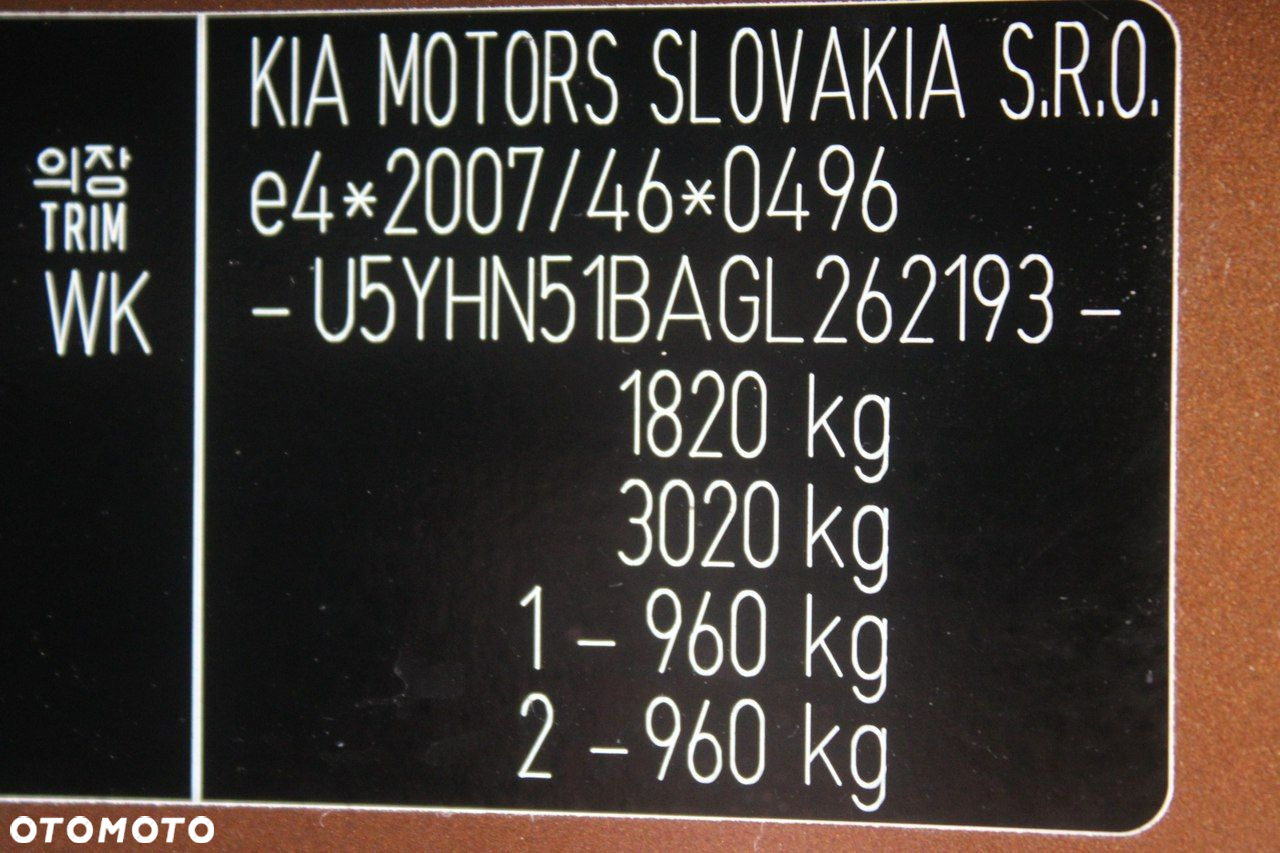 의장
TRIM
WK
KIA MOTORS SLOVAKIA S.R.O.
e4*2007/46*0496
- U5YHN51BAGL262193 -
1820 kg
3020 kg
1 - 960 kg
2 - 960 kg
OTOMOTO